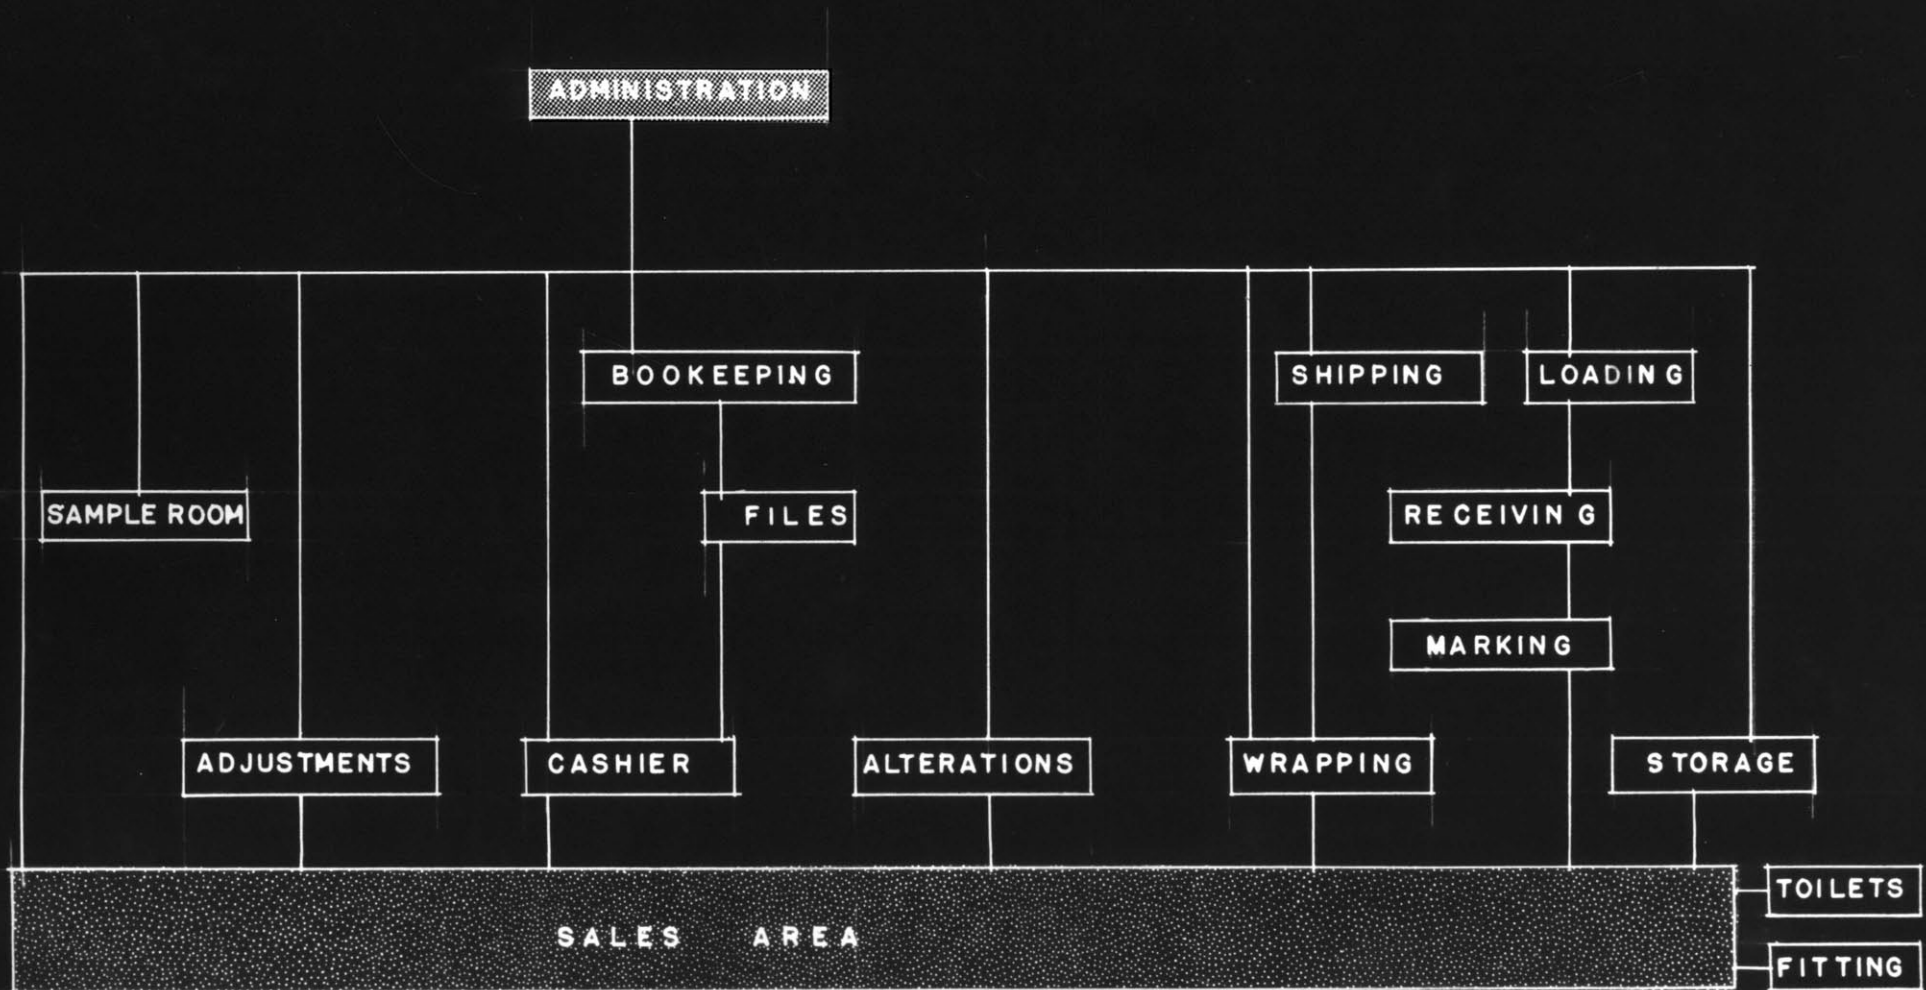 ADMINISTRATION
BOOKEEPING
SHIPPING
LOADING
SAMPLE ROOM
FILES
RECEIVING
MARKING
ADJUSTMENTS
CASHIER
ALTERATIONS
WRAPPING
STORAGE
TOILETS
SALES AREA
FITTING